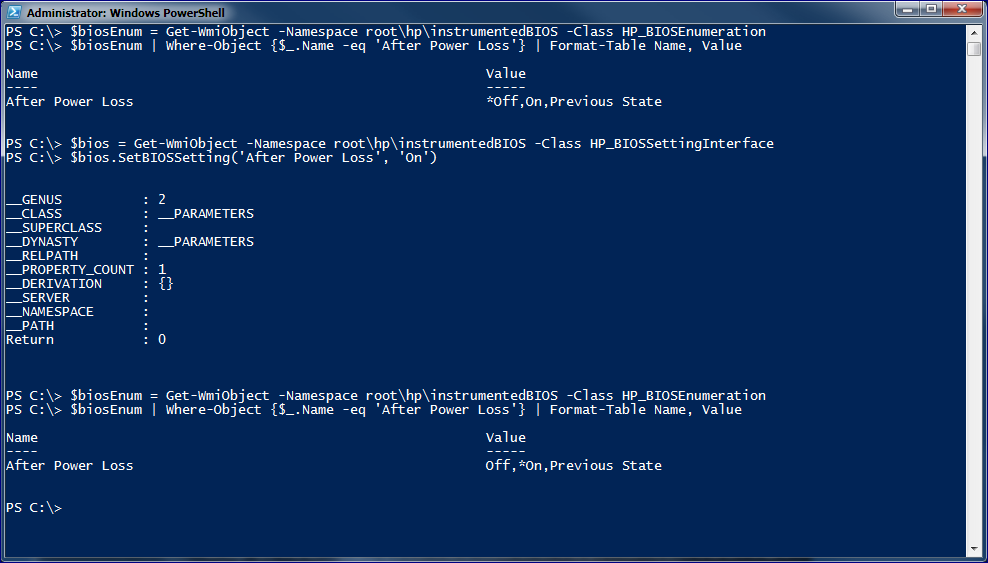 Administrator: Windows PowerShell
PS C:\> $biosEnum = Get-WmiObject -Namespace root\hp\instrumentedBIOS -Class HP_BIOSEnumeration
PS C:\> $biosEnum | Where-Object {$_.Name -eq 'After Power Loss'} | Format-Table Name, Value
Name Value
---- -----
After Power Loss *Off,On,Previous State
PS C:\> $bios = Get-WmiObject -Namespace root\hp\instrumentedBIOS -Class HP_BIOSSettingInterface
PS C:\> $bios.SetBIOSSetting('After Power Loss', 'On')
__GENUS : 2
__CLASS : __PARAMETERS
__SUPERCLASS :
__DYNASTY : __PARAMETERS
__RELPATH :
__PROPERTY_COUNT : 1
__DERIVATION : {}
__SERVER :
__NAMESPACE :
__PATH :
Return : 0
PS C:\> $biosEnum = Get-WmiObject -Namespace root\hp\instrumentedBIOS -Class HP_BIOSEnumeration
PS C:\> $biosEnum | Where-Object {$_.Name -eq 'After Power Loss'} | Format-Table Name, Value
Name Value
---- -----
After Power Loss Off,*On,Previous State
PS C:\>